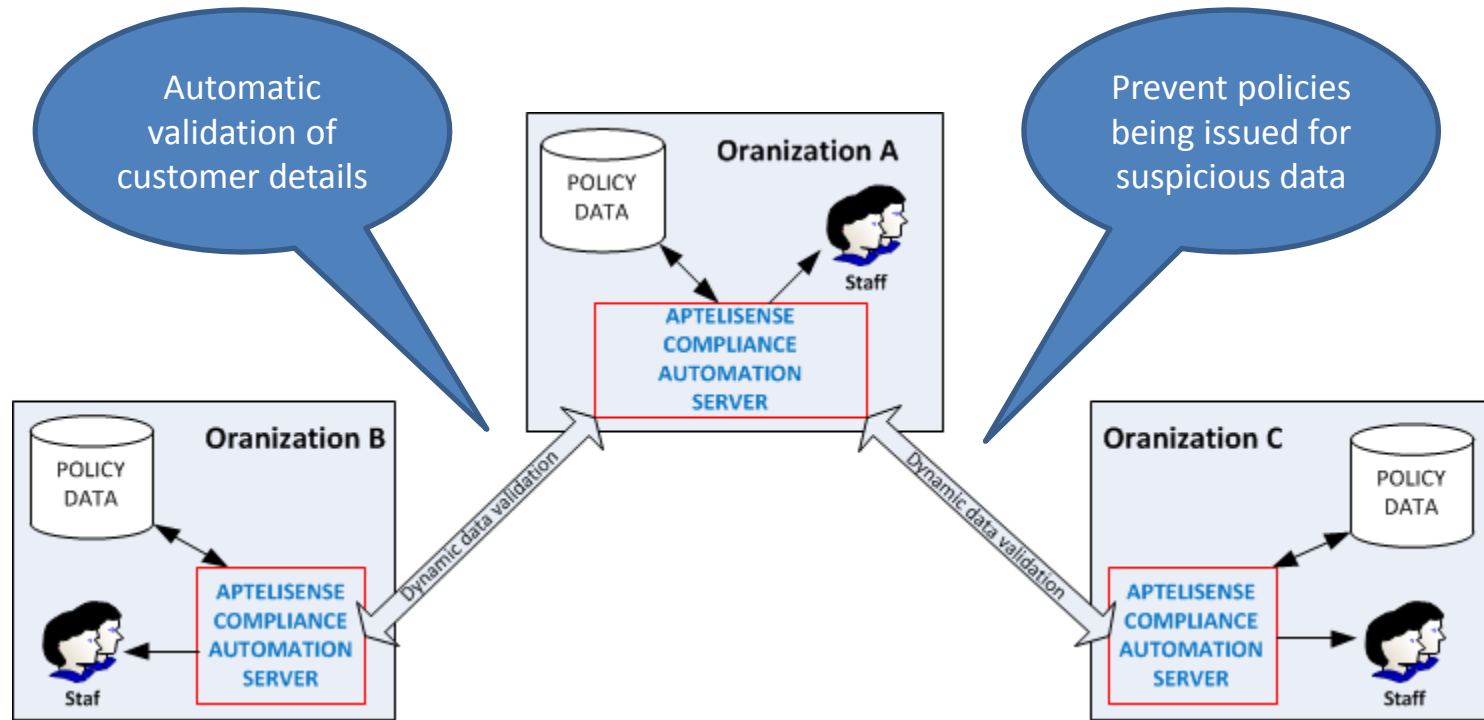 Automatic
validation of
customer details
Prevent policies
being issued for
suspicious data
Oranization A
POLICY
DATA
Staff
APTELISENSE
COMPLIANCE
AUTOMATION
SERVER
Oranization B
POLICY
DATA
APTELISENSE
COMPLIANCE
AUTOMATION
SERVER
Staf
Dynamic data validation
Dynamic data validation
Oranization C
POLICY
DATA
APTELISENSE
COMPLIANCE
AUTOMATION
SERVER
Staff